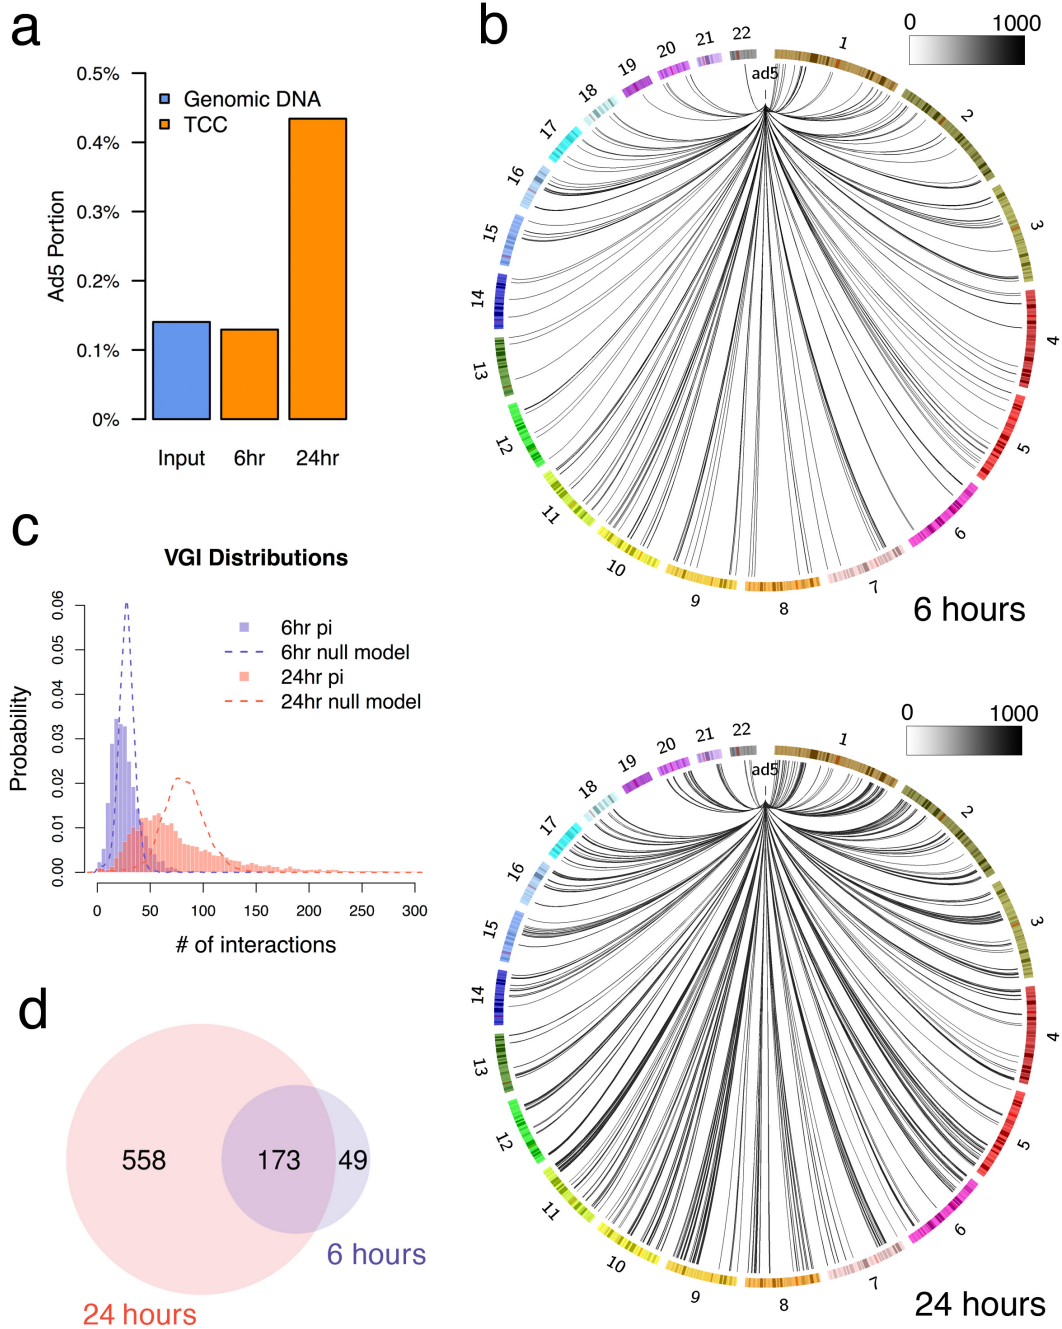 a
0.5%
0.4%
0.3%
0.2%
0.1%
0%
Ad5 Portion
Genomic DNA
TCC
Input 6hr 24hr
b
0 1000
ad5
1
2
3
4
5
6
7
8
9
10
11
12
13
14
15
16
17
18
19
20
21
22
6 hours
c
VGI Distributions
6hr pi
6hr null model
24hr pi
24hr null model
Probability
0.00 0.01 0.02 0.03 0.04 0.05 0.06
0 50 100 150 200 250 300
# of interactions
0 1000
ad5
1
2
3
4
5
6
7
8
9
10
11
12
13
14
15
16
17
18
19
20
21
22
24 hours
d
558 173 49
6 hours
24 hours